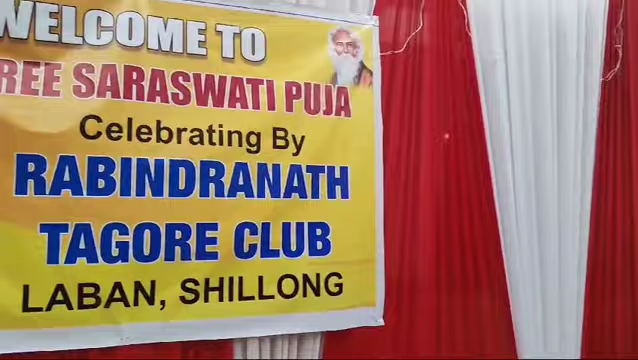 WELCOME TO
REE SARASWATI PUJA
Celebrating By
RABINDRANATH
TAGORE CLUB
LABAN, SHILLONG